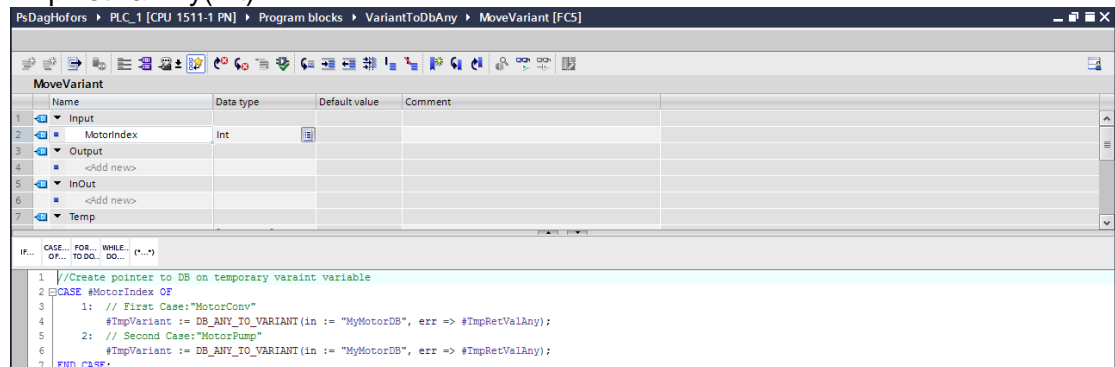 PsDagHofors ▸ PLC_1 [CPU 1511-1 PN] ▸ Program blocks ▸ VariantToDbAny ▸ MoveVariant [FC5]
MoveVariant
Name Data type Default value Comment
1 Input
2 MotorIndex Int
3 Output
4 <Add new>
5 InOut
6 <Add new>
7 Temp
IF... CASE... OF... FOR... TO DO.. WHILE.. DO... (*...*)
1 //Create pointer to DB on temporary varaint variable
2 CASE #MotorIndex OF
3 1: // First Case:"MotorConv"
4 #TmpVariant := DB_ANY_TO_VARIANT(in := "MyMotorDB", err => #TmpRetValAny);
5 2: // Second Case:"MotorPump"
6 #TmpVariant := DB_ANY_TO_VARIANT(in := "MyMotorDB", err => #TmpRetValAny);
7 END_CASE;